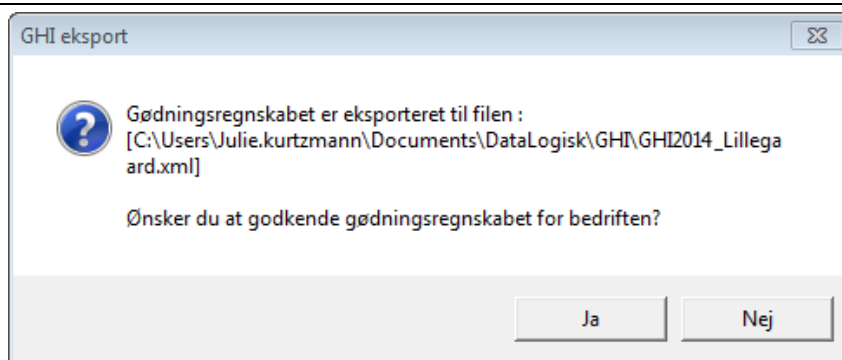 GHI eksport
Gødningsregnskabet er eksporteret til filen :
[C:\Users\Julie.kurtzmann\Documents\DataLogisk\GHI\GHI2014_Lillega
ard.xml]
Ønsker du at godkende gødningsregnskabet for bedriften?
Ja
Nej